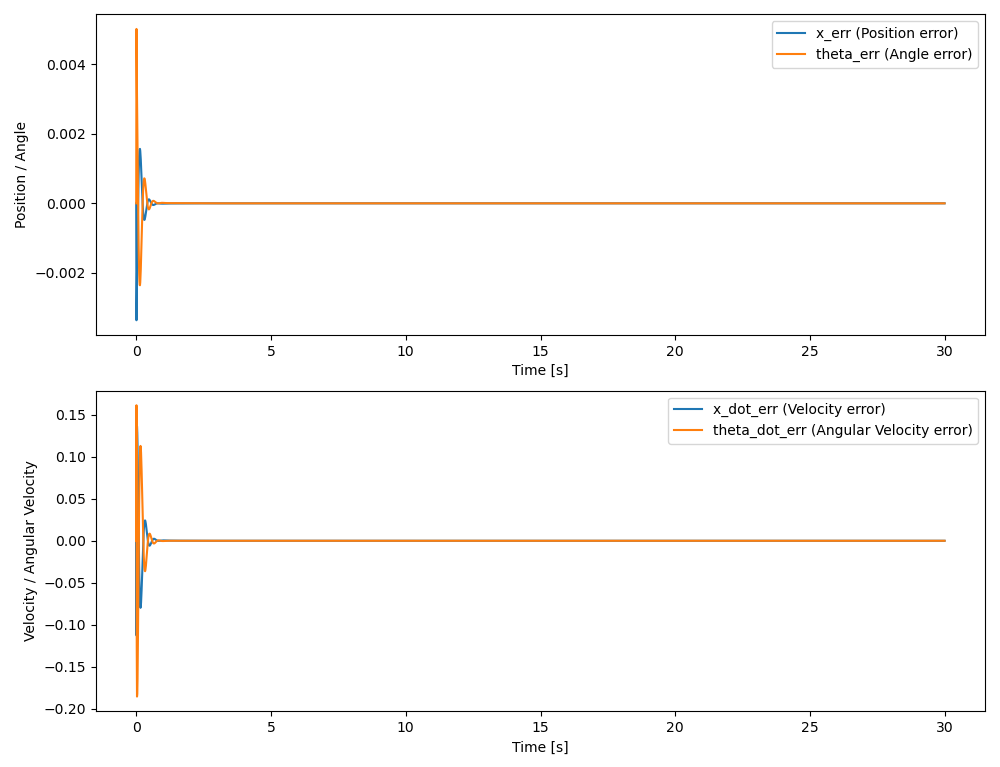 x_err (Position error)
theta_err (Angle error)
0.004
0.002
0.000
−0.002
Position / Angle
0 5 10 15 20 25 30
Time [s]
x_dot_err (Velocity error)
theta_dot_err (Angular Velocity error)
0.15
0.10
0.05
0.00
−0.05
−0.10
−0.15
−0.20
Velocity / Angular Velocity
0 5 10 15 20 25 30
Time [s]